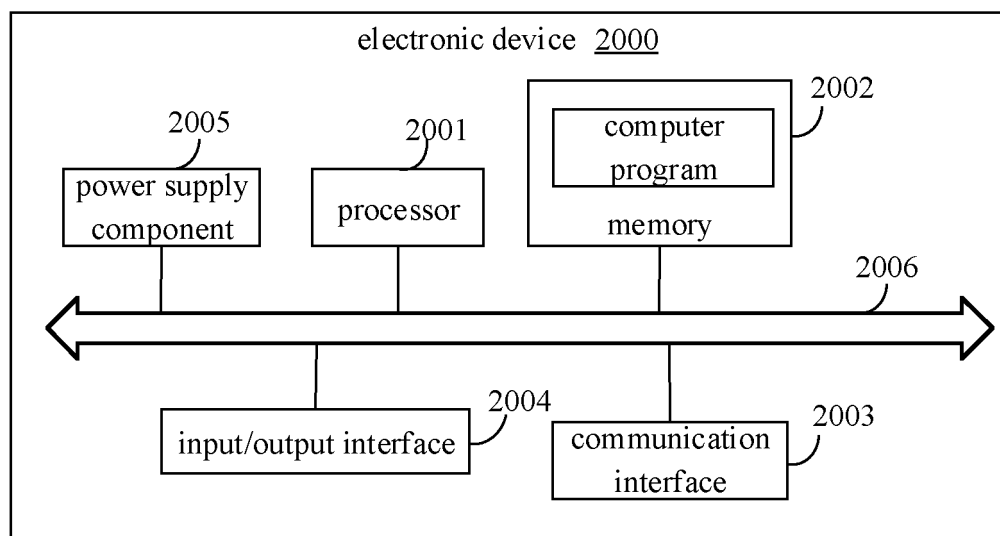 electronic device 2000
2002
2005
2001
computer
program
power supply
component
processor
memory
2006
2004
2003
input/output interface
communication
interface